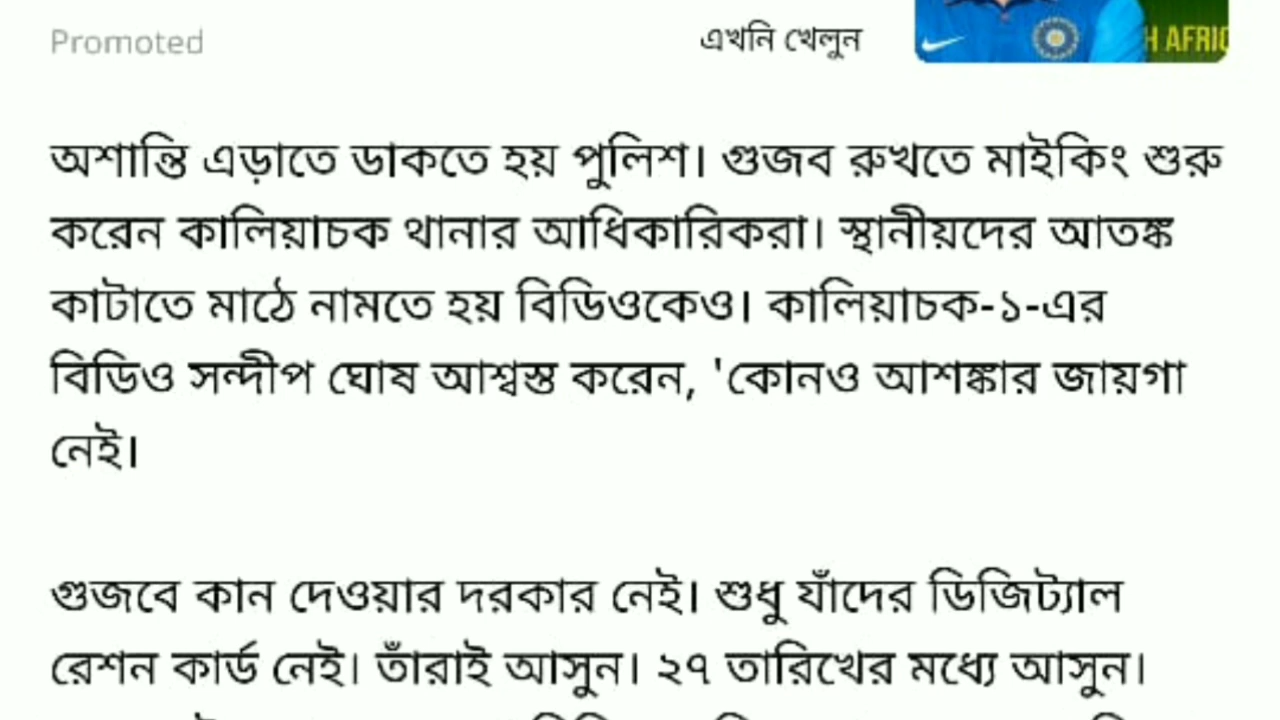 Promoted
এখনি খেলুন
H AFRIC
অশান্তি এড়াতে ডাকতে হয় পুলিশ। গুজব রুখতে মাইকিং শুরু
করেন কালিয়াচক থানার আধিকারিকরা। স্থানীয়দের আতঙ্ক
কাটাতে মাঠে নামতে হয় বিডিওকেও। কালিয়াচক-১-এর
বিডিও সন্দীপ ঘোষ আশ্বস্ত করেন, 'কোনও আশঙ্কার জায়গা
নেই।
গুজবে কান দেওয়ার দরকার নেই। শুধু যাঁদের ডিজিট্যাল
রেশন কার্ড নেই। তাঁরাই আসুন। ২৭ তারিখের মধ্যে আসুন।